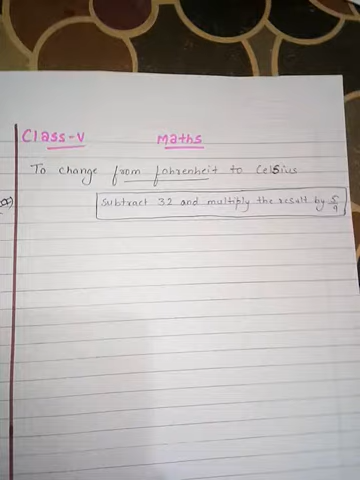 Class-V Maths
To change from fahrenheit to Celsius
Subtract 32 and multiply the result by 5/9